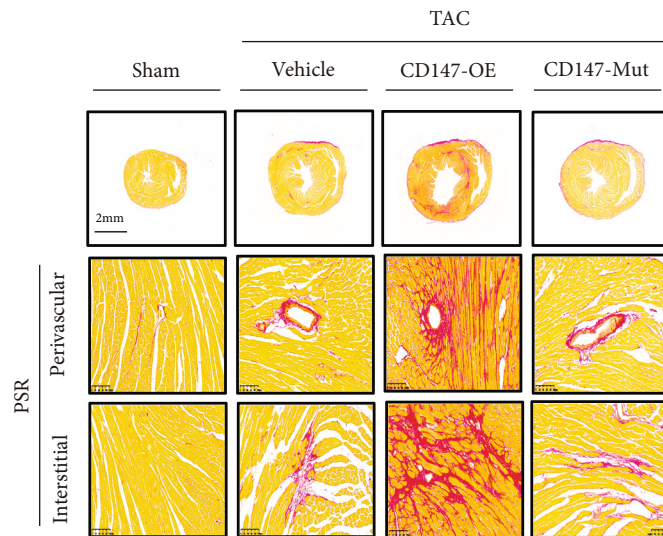 TAC
Sham Vehicle CD147-OE CD147-Mut
2mm
PSR
Perivascular
Interstitial